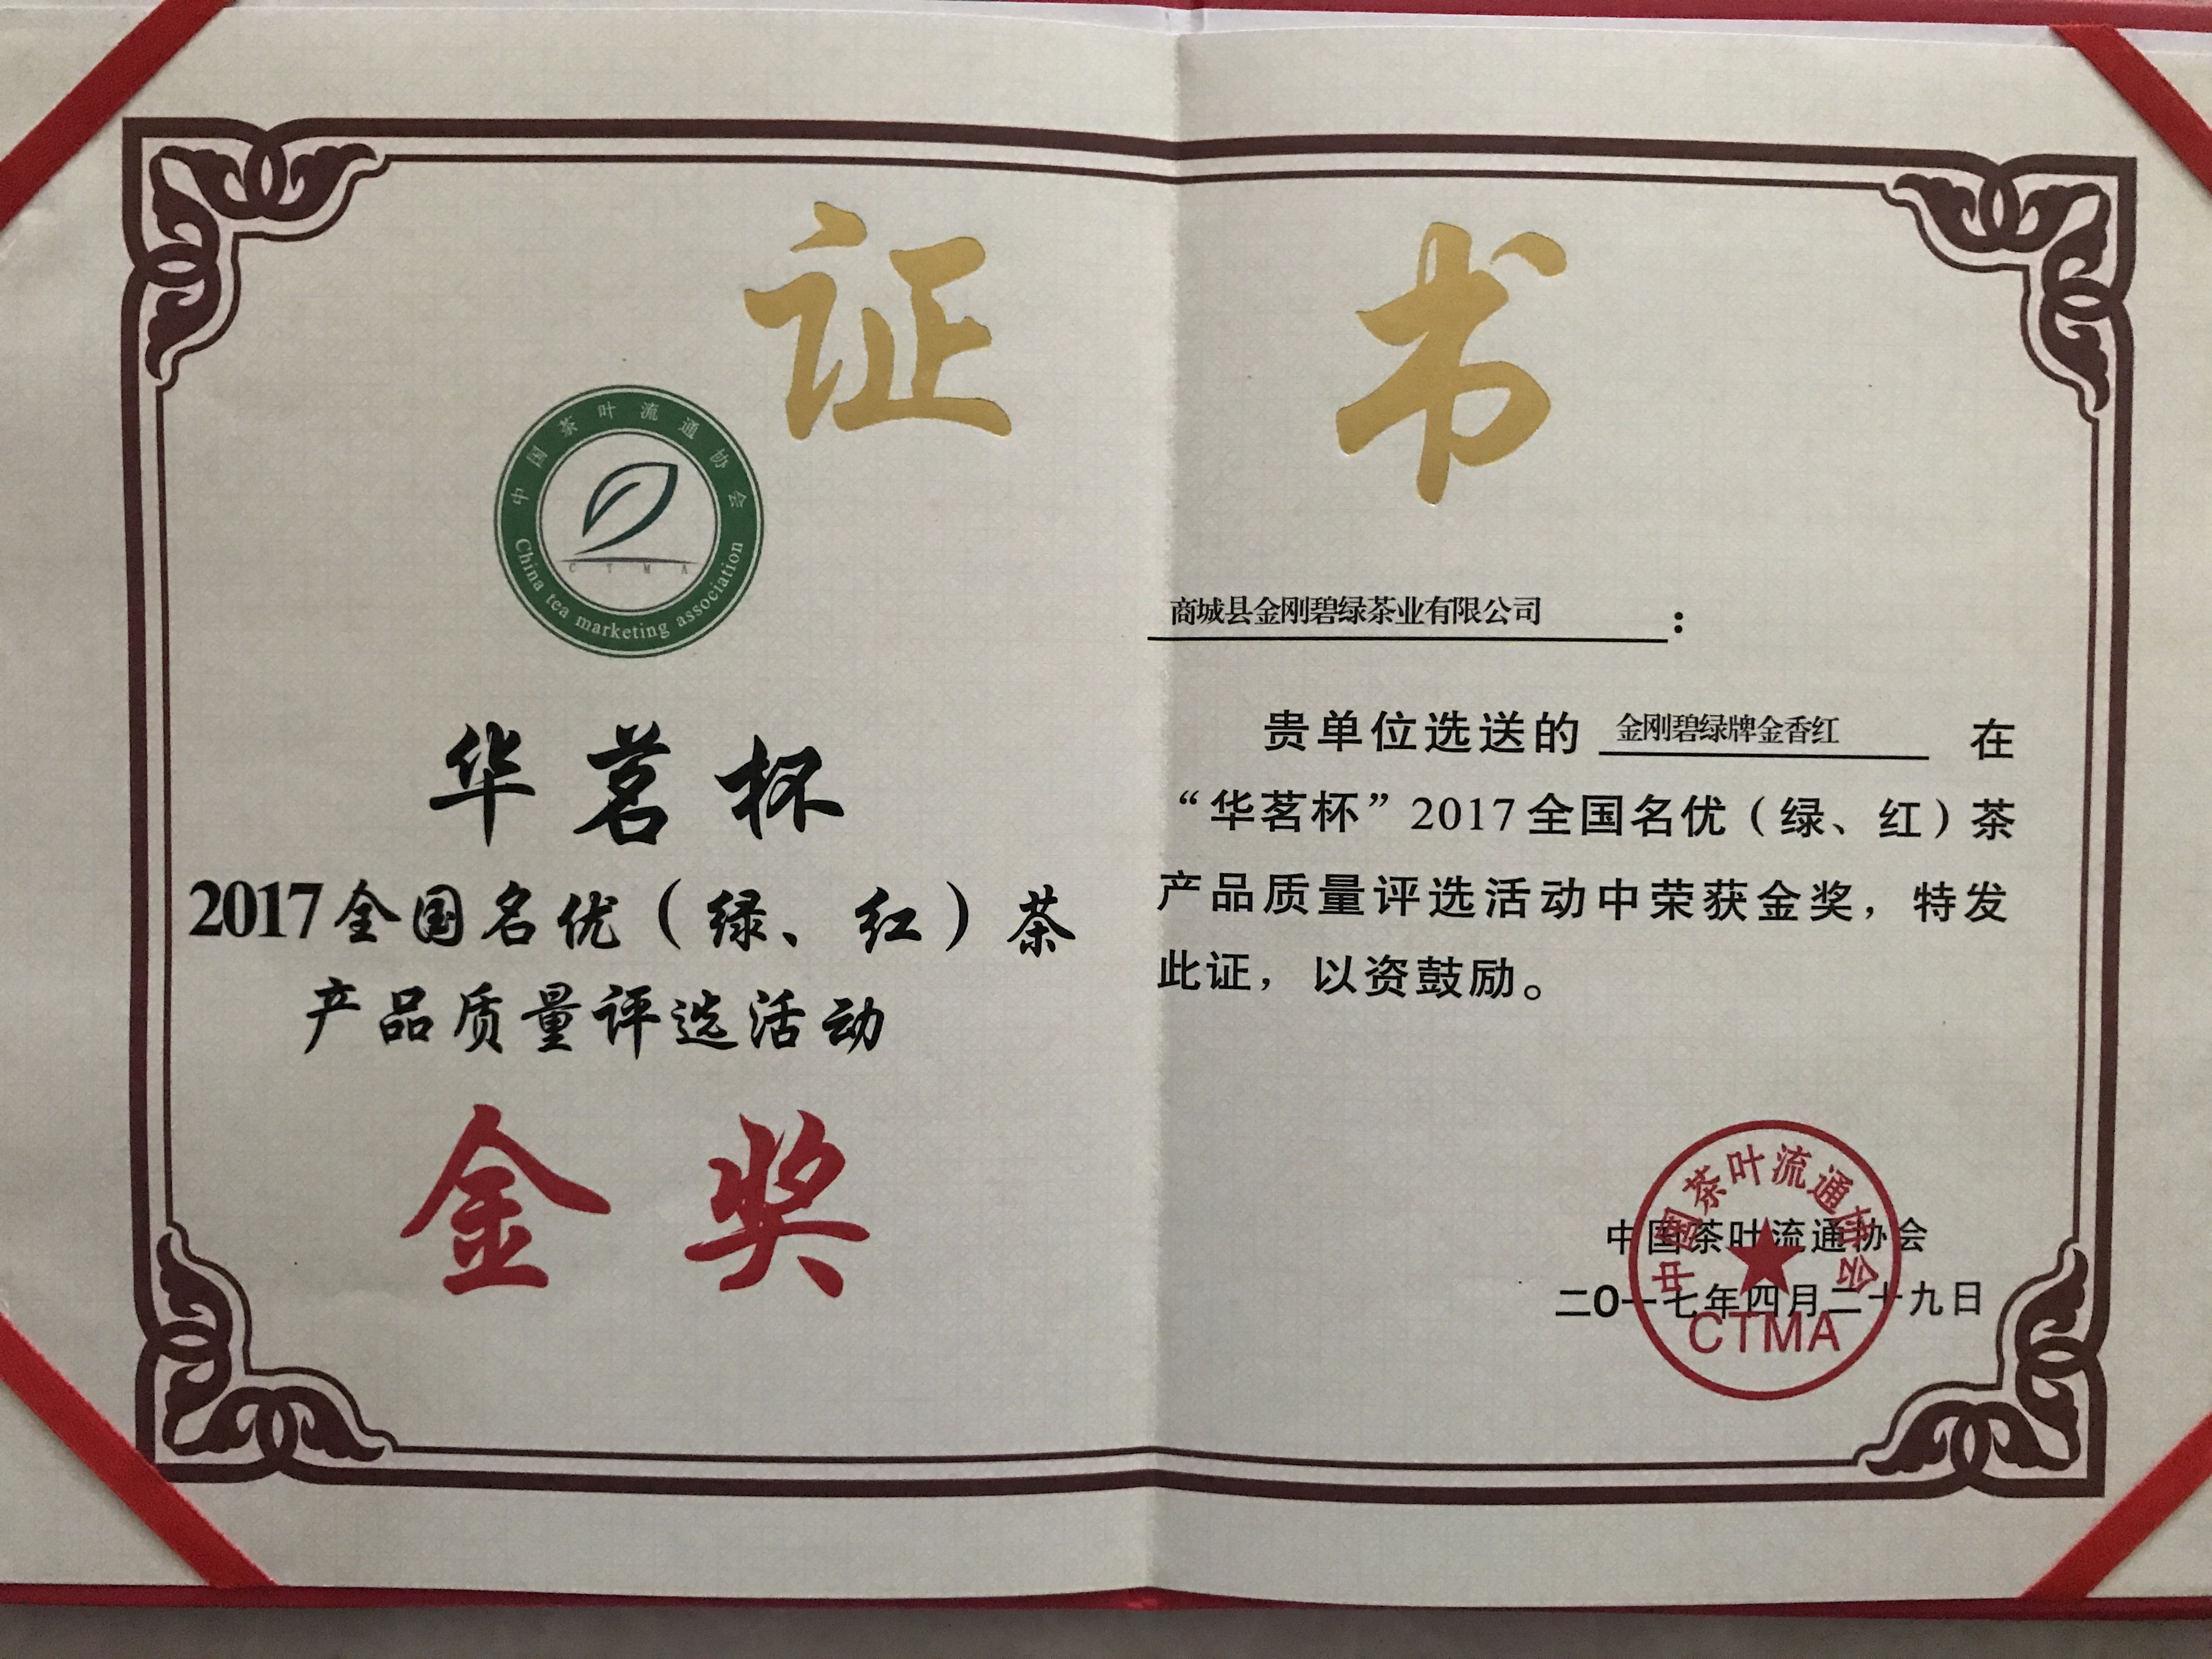 证 书
中国茶叶流通协会
CTMA
China tea marketing association
华茗杯
2017全国名优（绿、红）茶
产品质量评选活动
金奖
商城县金刚碧绿茶业有限公司：
贵单位选送的 金刚碧绿牌金香红 在
“华茗杯”2017全国名优（绿、红）茶
产品质量评选活动中荣获金奖，特发
此证，以资鼓励。
中国茶叶流通协会
二0一七年四月二十九日
中国茶叶流通协会
CTMA